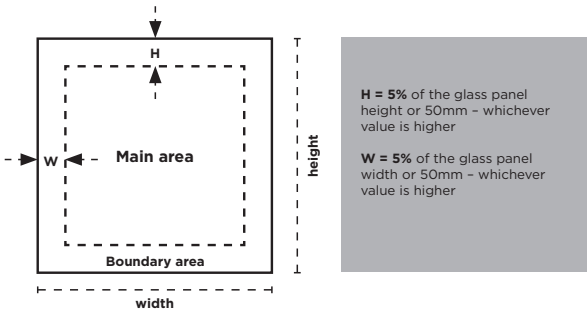 H
W
Main area
Boundary area
height
width
H = 5% of the glass panel
height or 50mm – whichever
value is higher
W = 5% of the glass panel
width or 50mm – whichever
value is higher